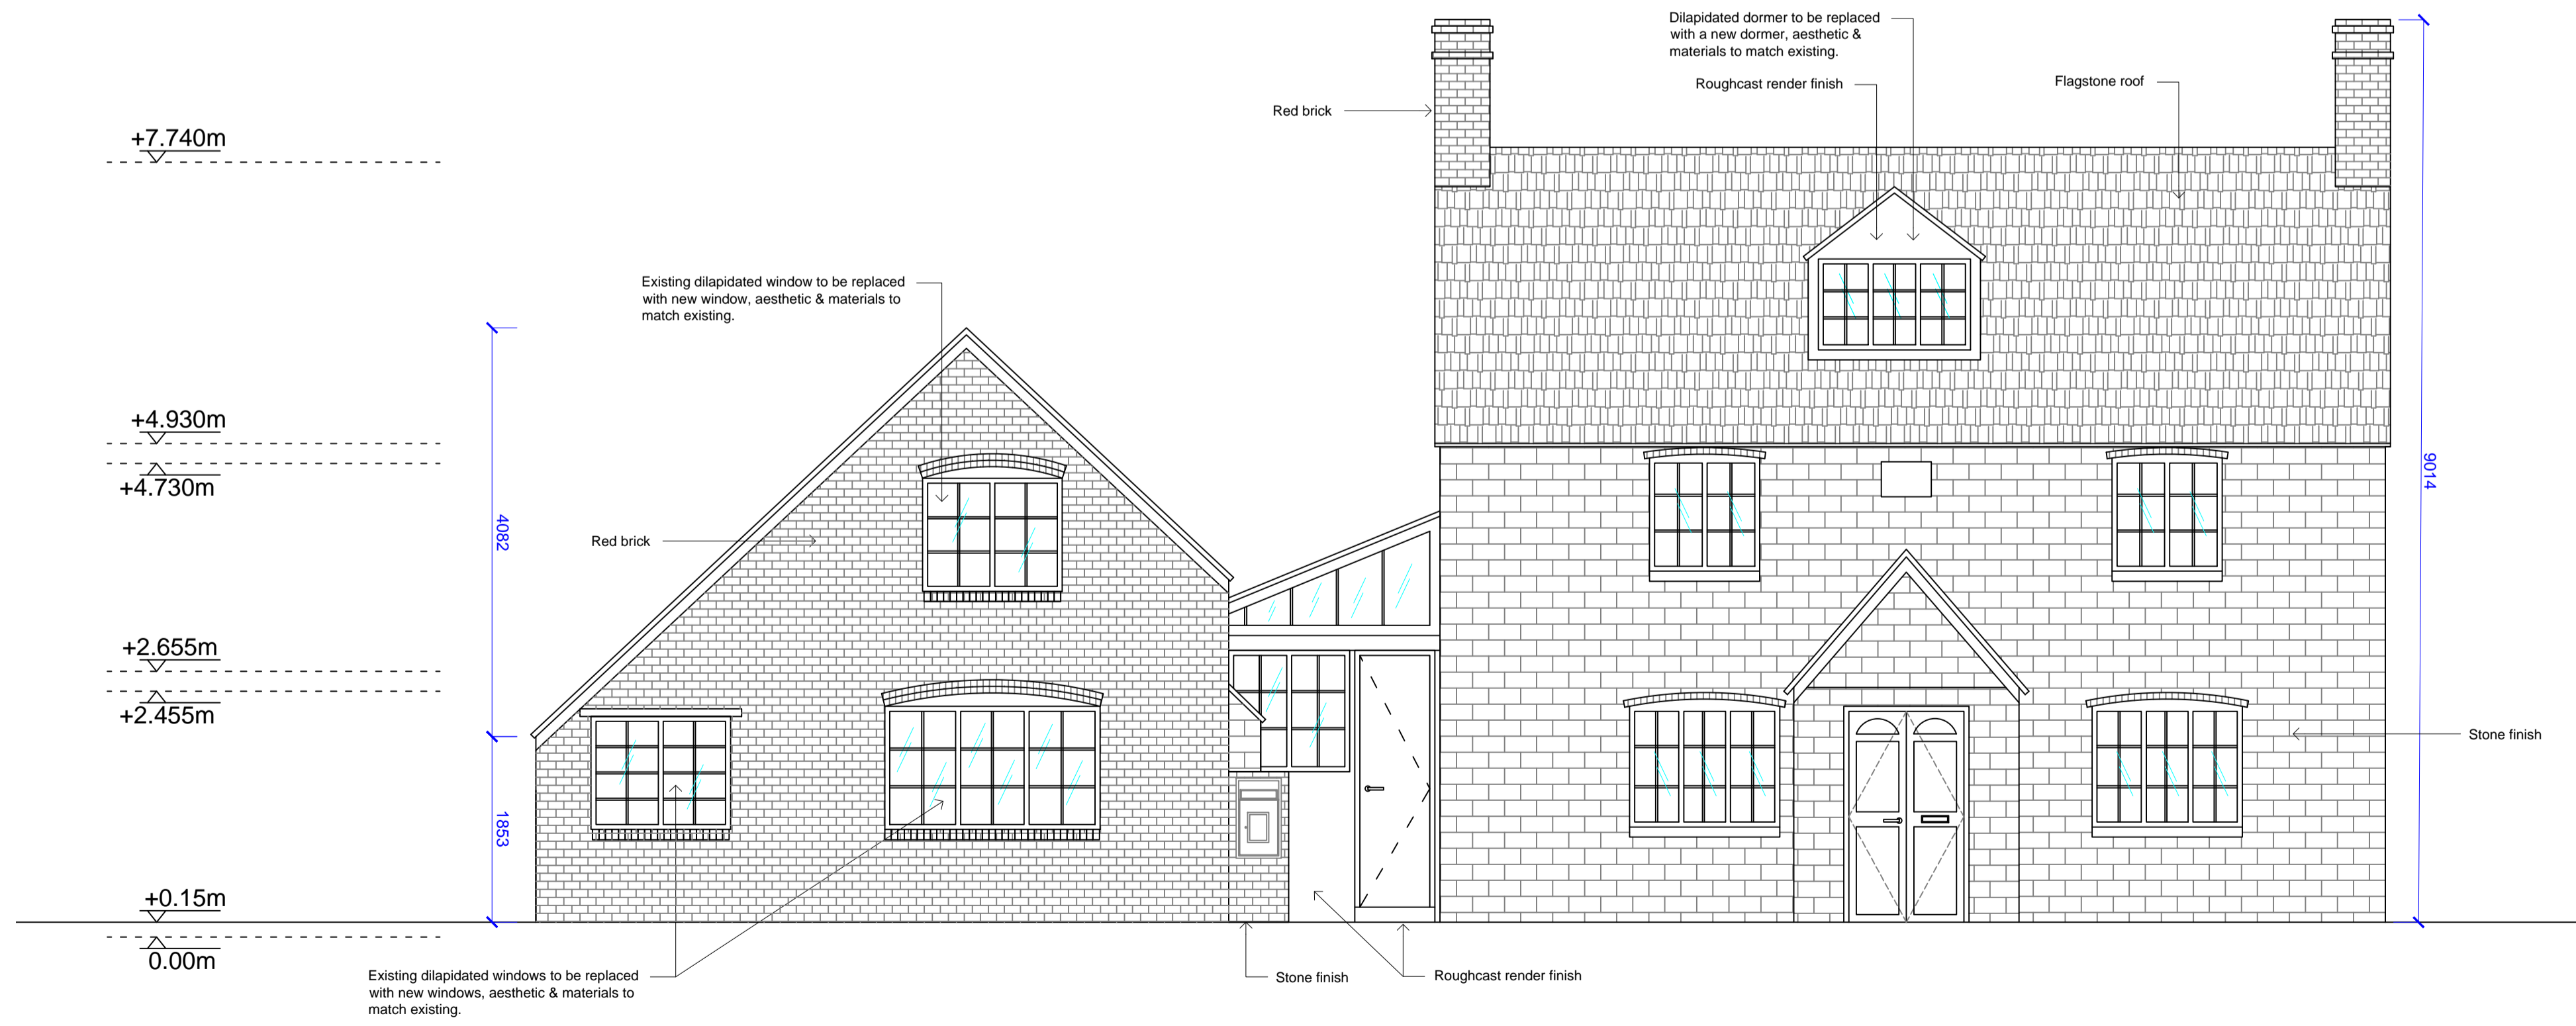 Dilapidated dormer to be replaced
with a new dormer, aesthetic &
materials to match existing.
Roughcast render finish
Flagstone roof
Red brick
+7.740m
Existing dilapidated window to be replaced
with new window, aesthetic & materials to
match existing.
+4.930m
+4.730m
9014
4082
Red brick
+2.655m
+2.455m
Stone finish
1853
+0.15m
0.00m
Existing dilapidated windows to be replaced
with new windows, aesthetic & materials to
match existing.
Stone finish
Roughcast render finish